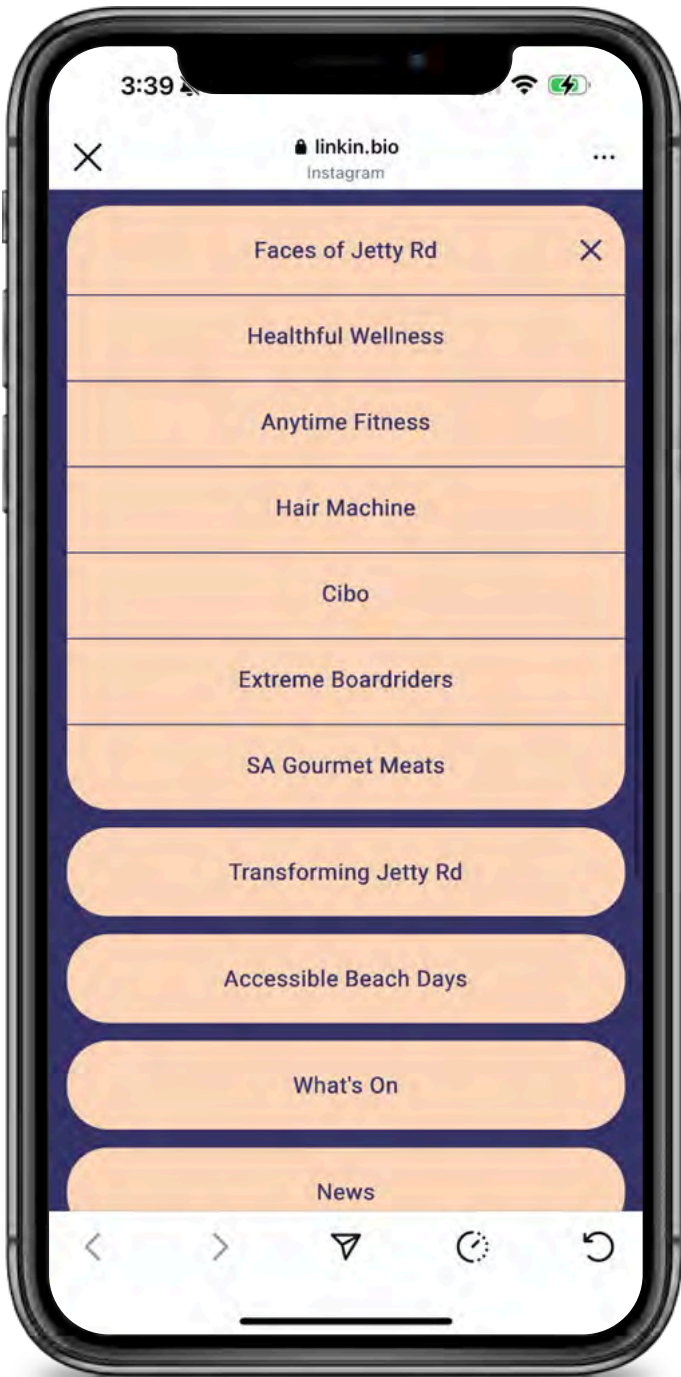 3:39
linkin.bio
Instagram
Faces of Jetty Rd
Healthful Wellness
Anytime Fitness
Hair Machine
Cibo
Extreme Boardriders
SA Gourmet Meats
Transforming Jetty Rd
Accessible Beach Days
What's On
News